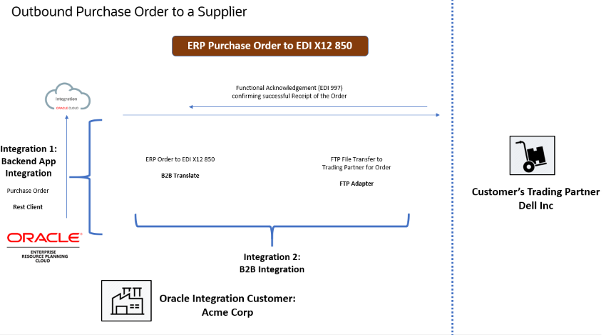 Outbound Purchase Order to a Supplier
ERP Purchase Order to EDI X12 850
Functional Acknowledgement (EDI 997)
confirming successful Receipt of the Order
Integration
ORACLE CLOUD
Integration 1:
Backend App
Integration
Purchase Order
Rest Client
ERP Order to EDI X12 850
B2B Translate
FTP File Transfer to
Trading Partner for Order
FTP Adapter
Customer's Trading Partner
Dell Inc
ORACLE®
ENTERPRISE
RESOURCE PLANNING
CLOUD
Integration 2:
B2B Integration
Oracle Integration Customer:
Acme Corp